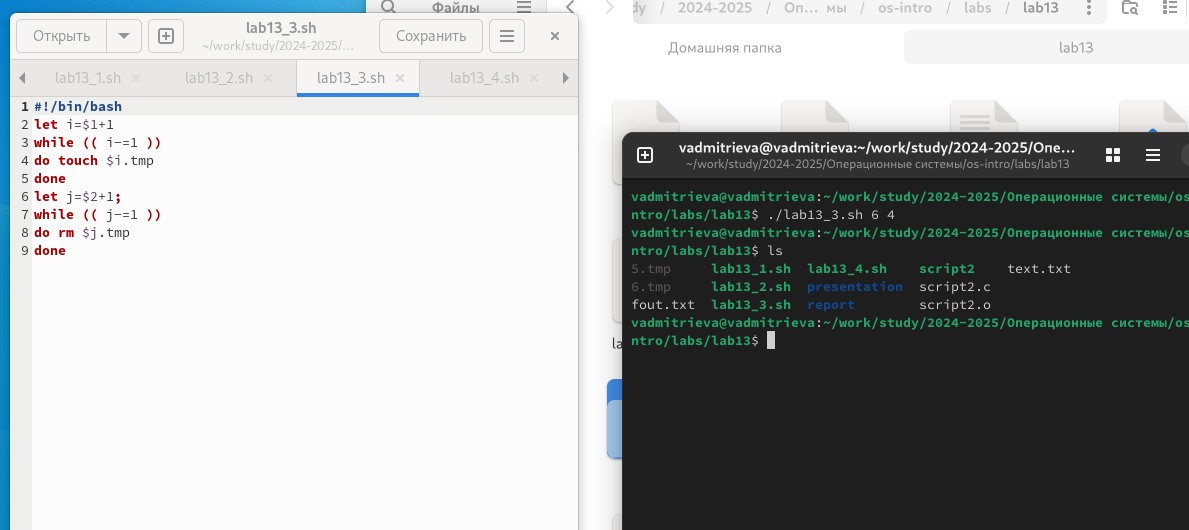 Открыть
lab13_3.sh
~/work/study/2024-2025/...
Сохранить
lab13_1.sh
lab13_2.sh
lab13_3.sh
lab13_4.sh
1 #!/bin/bash
2 let i=$1+1
3 while (( i-=1 ))
4 do touch $i.tmp
5 done
6 let j=$2+1;
7 while (( j-=1 ))
8 do rm $j.tmp
9 done
Файлы
dy / 2024-2025 / Оп… мы / os-intro / labs / lab13
Домашняя папка
lab13
la
vadmitrieva@vadmitrieva:~/work/study/2024-2025/Опе…
~/work/study/2024-2025/Операционные системы/os-intro/labs/lab13
vadmitrieva@vadmitrieva:~/work/study/2024-2025/Операционные системы/os
ntro/labs/lab13$ ./lab13_3.sh 6 4
vadmitrieva@vadmitrieva:~/work/study/2024-2025/Операционные системы/os
ntro/labs/lab13$ ls
5.tmp lab13_1.sh lab13_4.sh script2 text.txt
6.tmp lab13_2.sh presentation script2.c
fout.txt lab13_3.sh report script2.o
vadmitrieva@vadmitrieva:~/work/study/2024-2025/Операционные системы/os
ntro/labs/lab13$